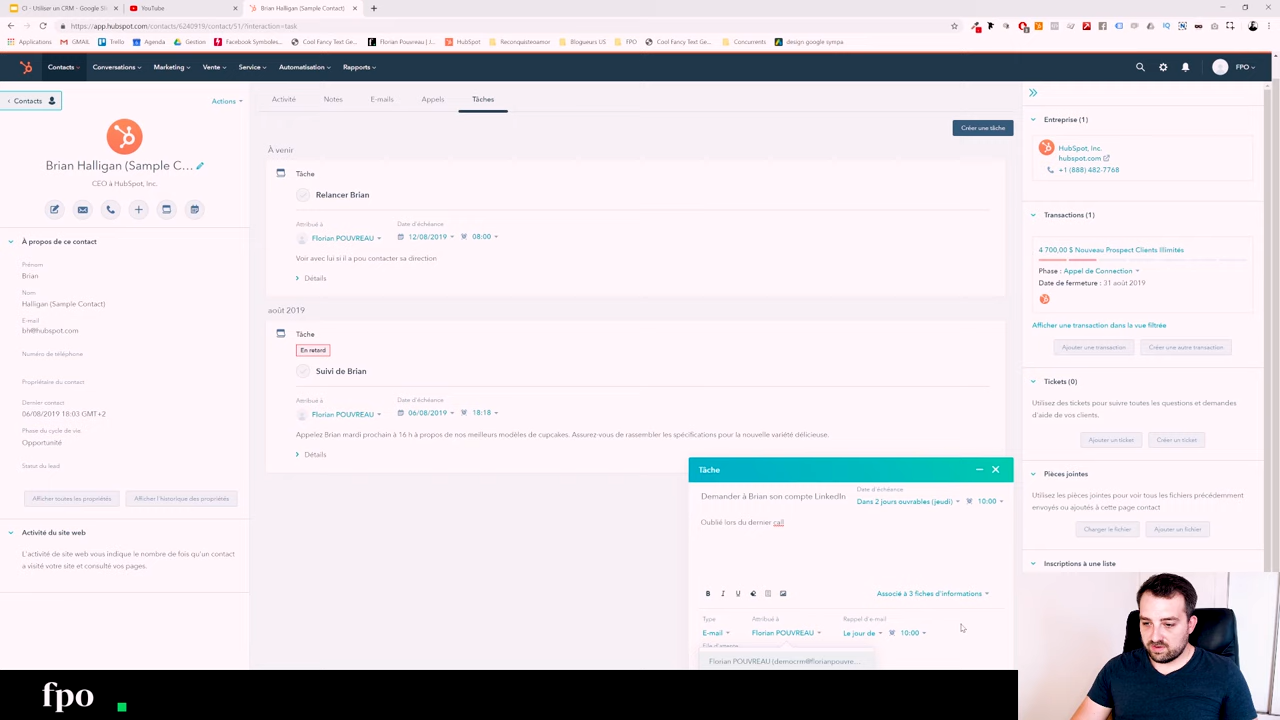 CI - Utiliser un CRM - Google Sli
YouTube
Brian Halligan (Sample Contact)
https://app.hubspot.com/contacts/6240919/contact/51/?interaction=task
Applications
GMAIL
Trello
Agenda
Gestion
Facebook Symboles...
Cool Fancy Text Ge...
Florian Pouvreau | J...
HubSpot
Reconquasteoamor
Blogueurs US
FPO
Cool Fancy Text Ge...
Concurrents
design google sympa
Contacts
Conversations
Marketing
Vente
Service
Automatisation
Rapports
FPO
Contacts
Actions
Brian Halligan (Sample C...
CEO à HubSpot, Inc.
À propos de ce contact
Prénom
Brian
Nom
Halligan (Sample Contact)
E-mail
bh@hubspot.com
Numéro de téléphone
Propriétaire du contact
Dernier contact
06/08/2019 18:03 GMT+2
Phase du cycle de vie
Opportunité
Statut du lead
Afficher toutes les propriétés
Afficher l'historique des propriétés
Activité du site web
L'activité de site web vous indique le nombre de fois qu'un contact
a visité votre site et consulté vos pages.
Activité
Notes
E-mails
Appels
Tâches
Créer une tâche
À venir
Tâche
Relancer Brian
Attribué à
Florian POUVREAU
Date d'échéance
12/08/2019
08:00
Voir avec lui si il a pou contacter sa direction
Détails
août 2019
Tâche
En retard
Suivi de Brian
Attribué à
Florian POUVREAU
Date d'échéance
06/08/2019
18:18
Appelez Brian mardi prochain à 16 h à propos de nos meilleurs modèles de cupcakes. Assurez-vous de rassembler les spécifications pour la nouvelle variété délicieuse.
Détails
Tâche
Demander à Brian son compte LinkedIn
Date d'échéance
Dans 2 jours ouvrables (jeudi)
10:00
Oublié lors du dernier call
B I U
Associé à 3 fiches d'informations
Type
E-mail
Attribué à
Florian POUVREAU
Rappel d'e-mail
Le jour de
10:00
File d'attente
Florian POUVREAU (democrm@florianpouvre...
Entreprise (1)
HubSpot, Inc.
hubspot.com
+1 (888) 482-7768
Transactions (1)
4 700,00 $ Nouveau Prospect Clients Illimités
Phase : Appel de Connection
Date de fermeture : 31 août 2019
Afficher une transaction dans la vue filtrée
Ajouter une transaction
Créer une autre transaction
Tickets (0)
Utilisez des tickets pour suivre toutes les questions et demandes
d'aide de vos clients.
Ajouter un ticket
Créer un ticket
Pièces jointes
Utilisez les pièces jointes pour voir tous les fichiers précédemment
envoyés ou ajoutés à cette page contact
Charger le fichier
Ajouter un fichier
Inscriptions à une liste
fpo